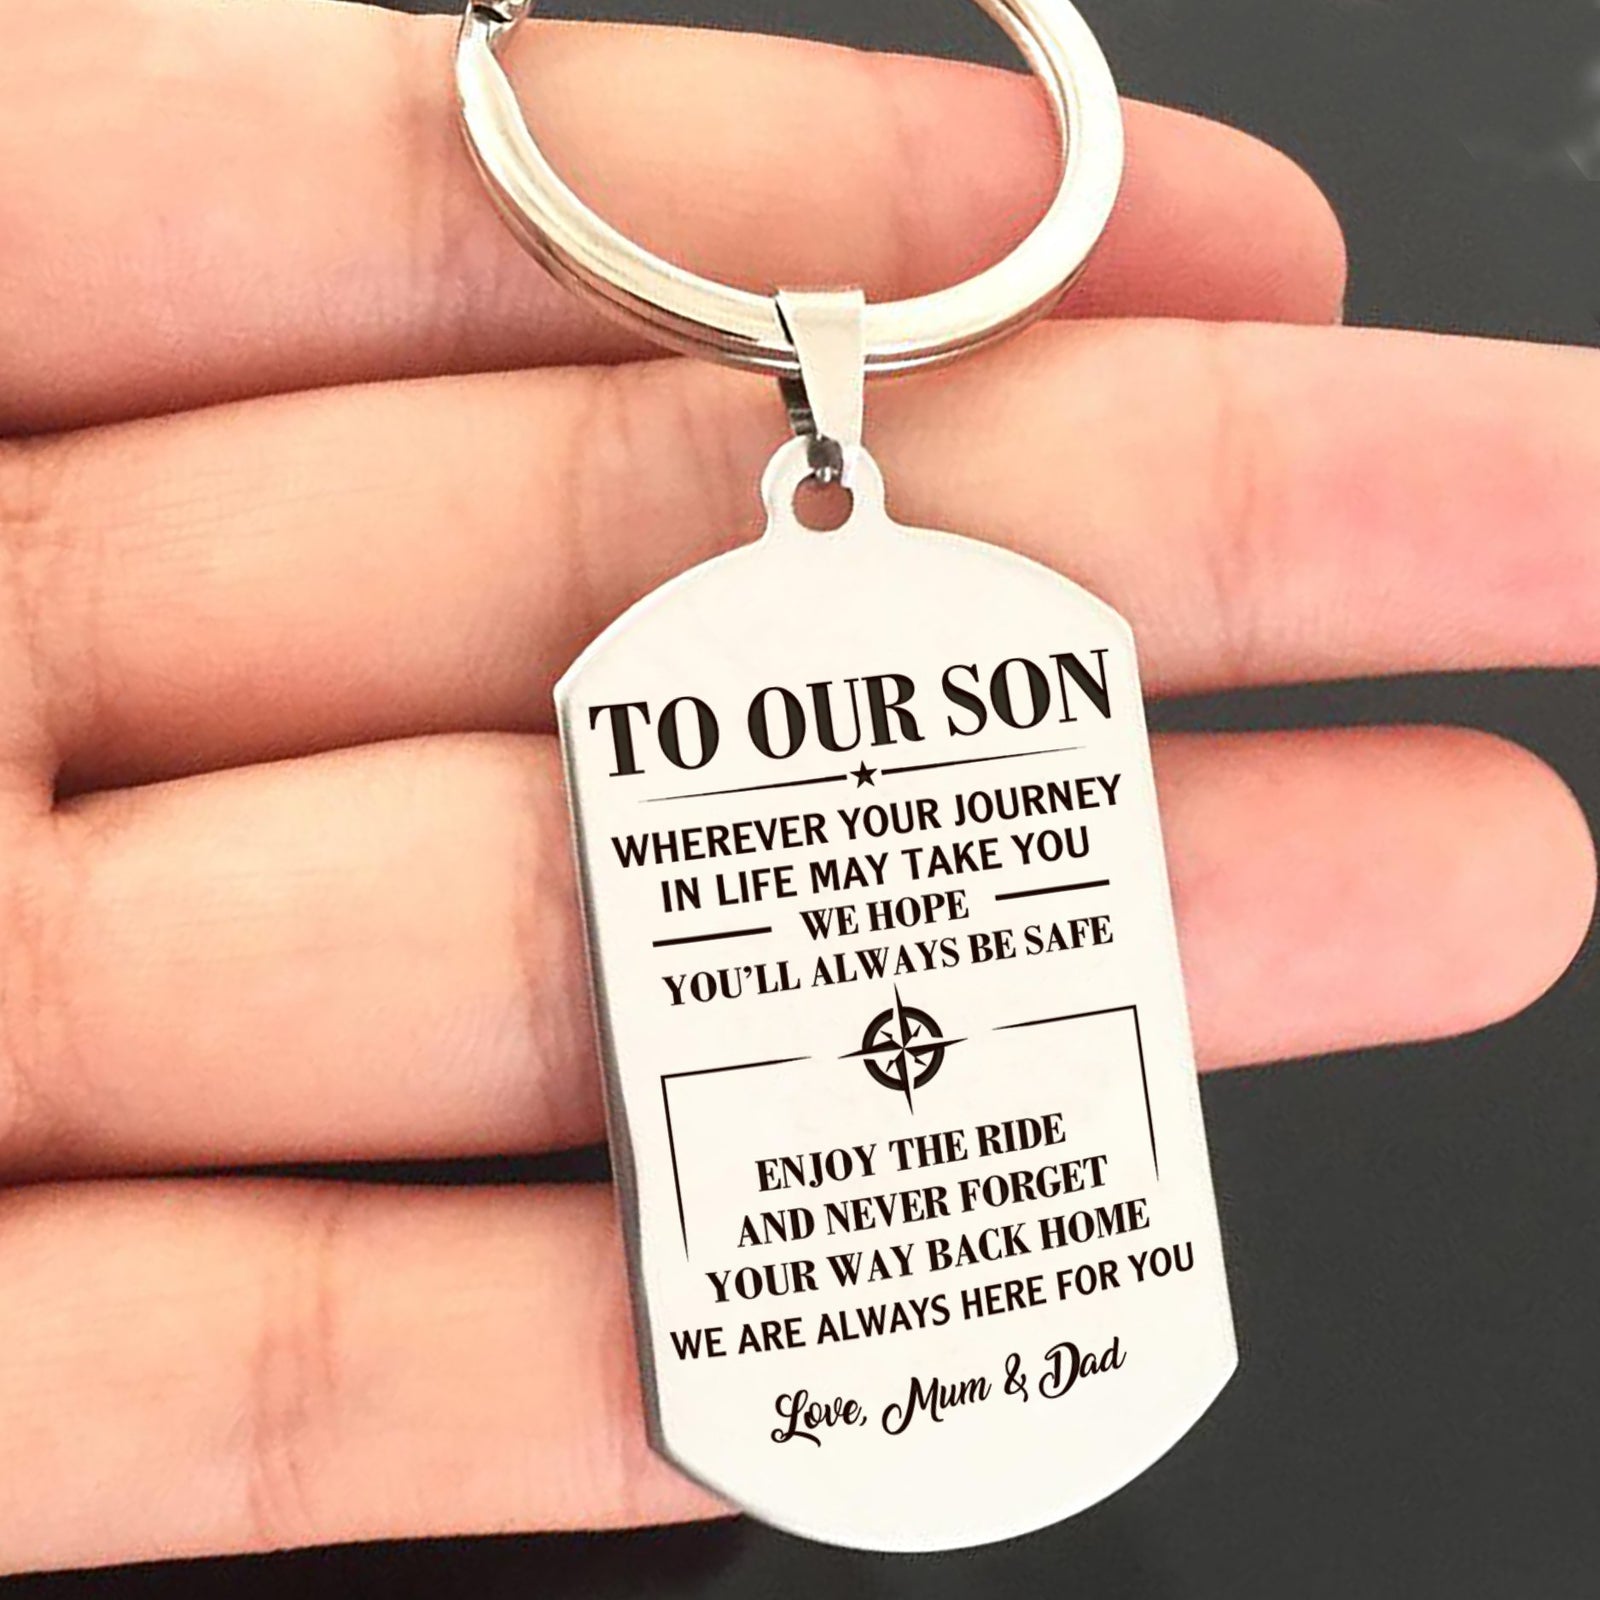 TO OUR SON
WHEREVER YOUR JOURNEY
IN LIFE MAY TAKE YOU
WE HOPE
YOU'LL ALWAYS BE SAFE
ENJOY THE RIDE
AND NEVER FORGET
YOUR WAY BACK HOME
WE ARE ALWAYS HERE FOR YOU
Love, Mum & Dad